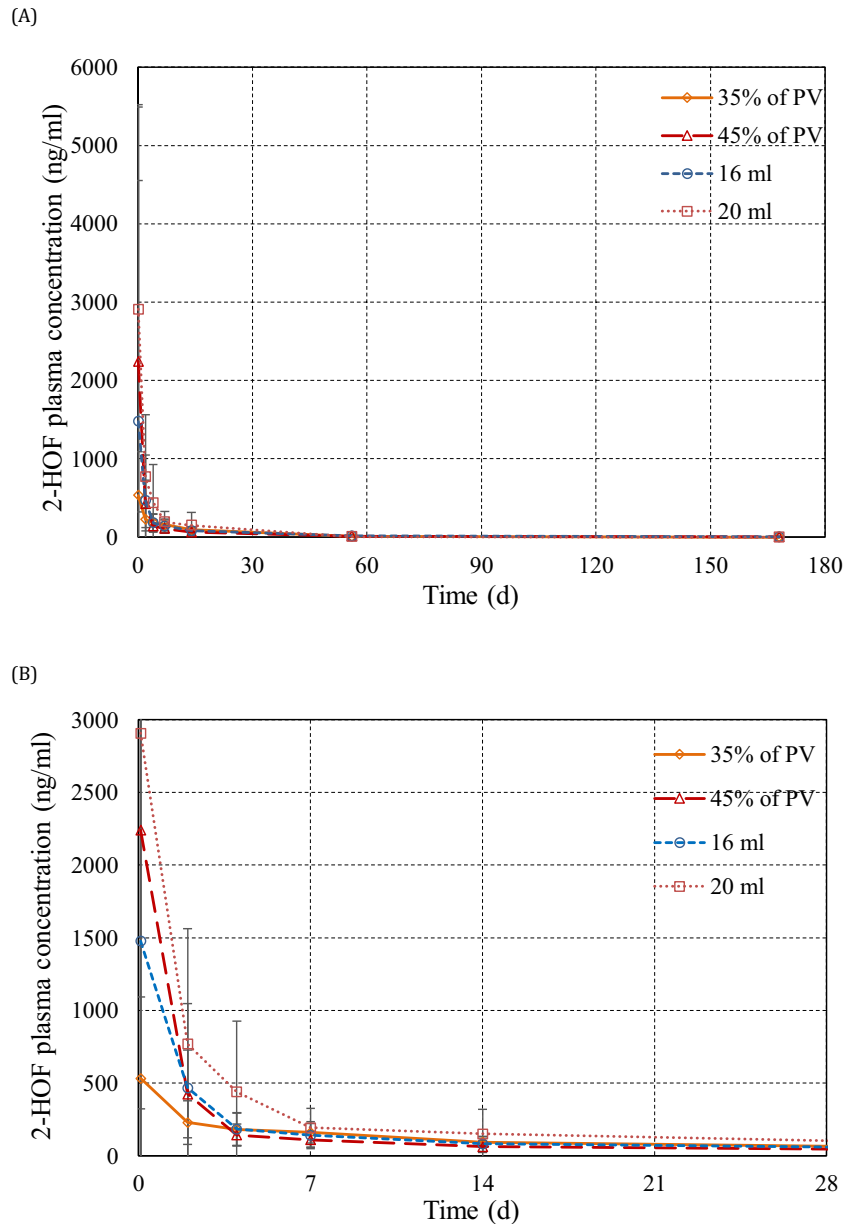 (A)
2-HOF plasma concentration (ng/ml)
6000
5000
4000
3000
2000
1000
0
35% of PV
45% of PV
16 ml
20 ml
0 30 60 90 120 150 180
Time (d)
(B)
2-HOF plasma concentration (ng/ml)
3000
2500
2000
1500
1000
500
0
35% of PV
45% of PV
16 ml
20 ml
0 7 14 21 28
Time (d)